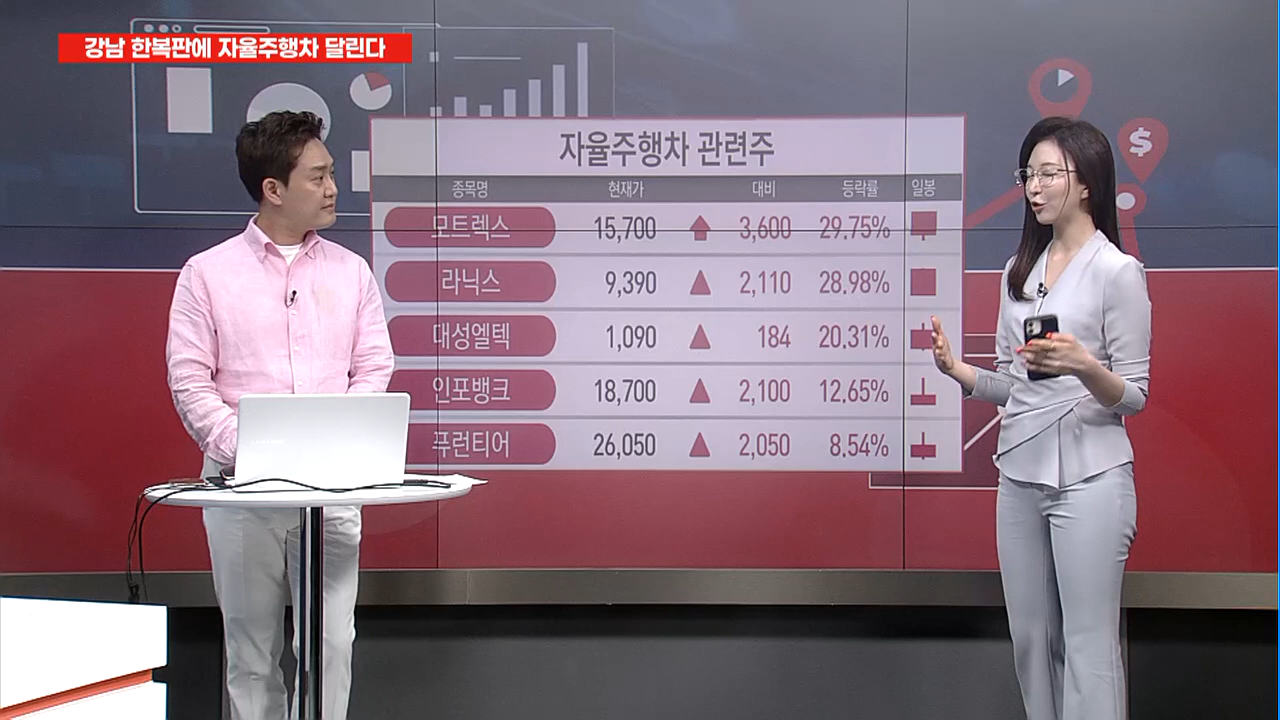 강남 한복판에 자율주행차 달린다
자율주행차 관련주
종목명 현재가 대비 등락률 일봉
모트렉스 15,700 3,600 29.75%
라닉스 9,390 2,110 28.98%
대성엘텍 1,090 184 20.31%
인포뱅크 18,700 2,100 12.65%
퓨런티어 26,050 2,050 8.54%
$